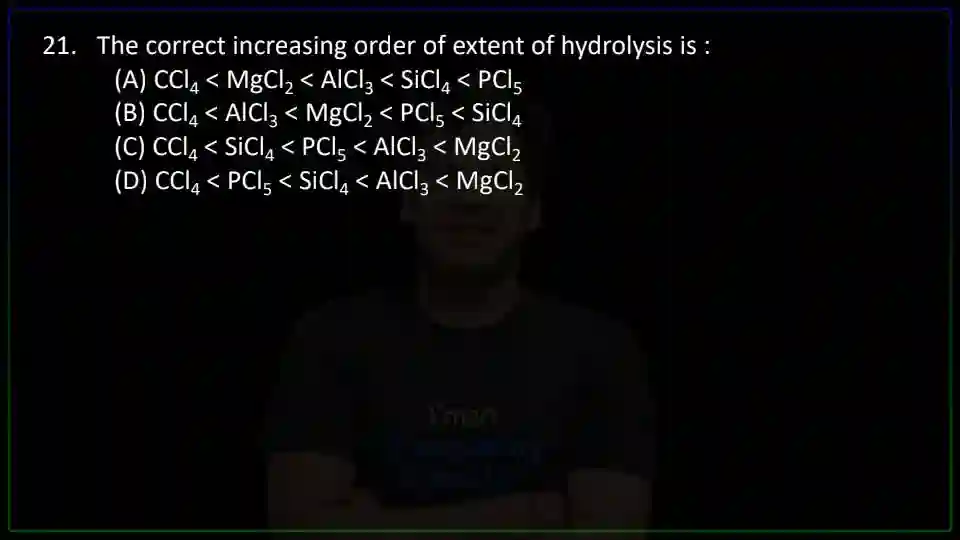 21. The correct increasing order of extent of hydrolysis is :
(A) CCl₄ < MgCl₂ < AlCl₃ < SiCl₄ < PCl₅
(B) CCl₄ < AlCl₃ < MgCl₂ < PCl₅ < SiCl₄
(C) CCl₄ < SiCl₄ < PCl₅ < AlCl₃ < MgCl₂
(D) CCl₄ < PCl₅ < SiCl₄ < AlCl₃ < MgCl₂